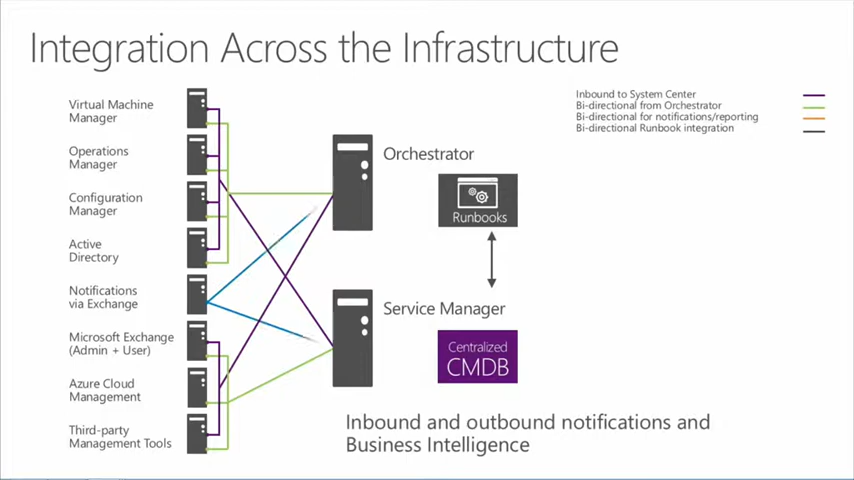 Integration Across the Infrastructure
Virtual Machine
Manager
Operations
Manager
Configuration
Manager
Active
Directory
Notifications
via Exchange
Microsoft Exchange
(Admin + User)
Azure Cloud
Management
Third-party
Management Tools
Orchestrator
Runbooks
Service Manager
Centralized
CMDB
Inbound and outbound notifications and
Business Intelligence
Inbound to System Center
Bi-directional from Orchestrator
Bi-directional for notifications/reporting
Bi-directional Runbook integration